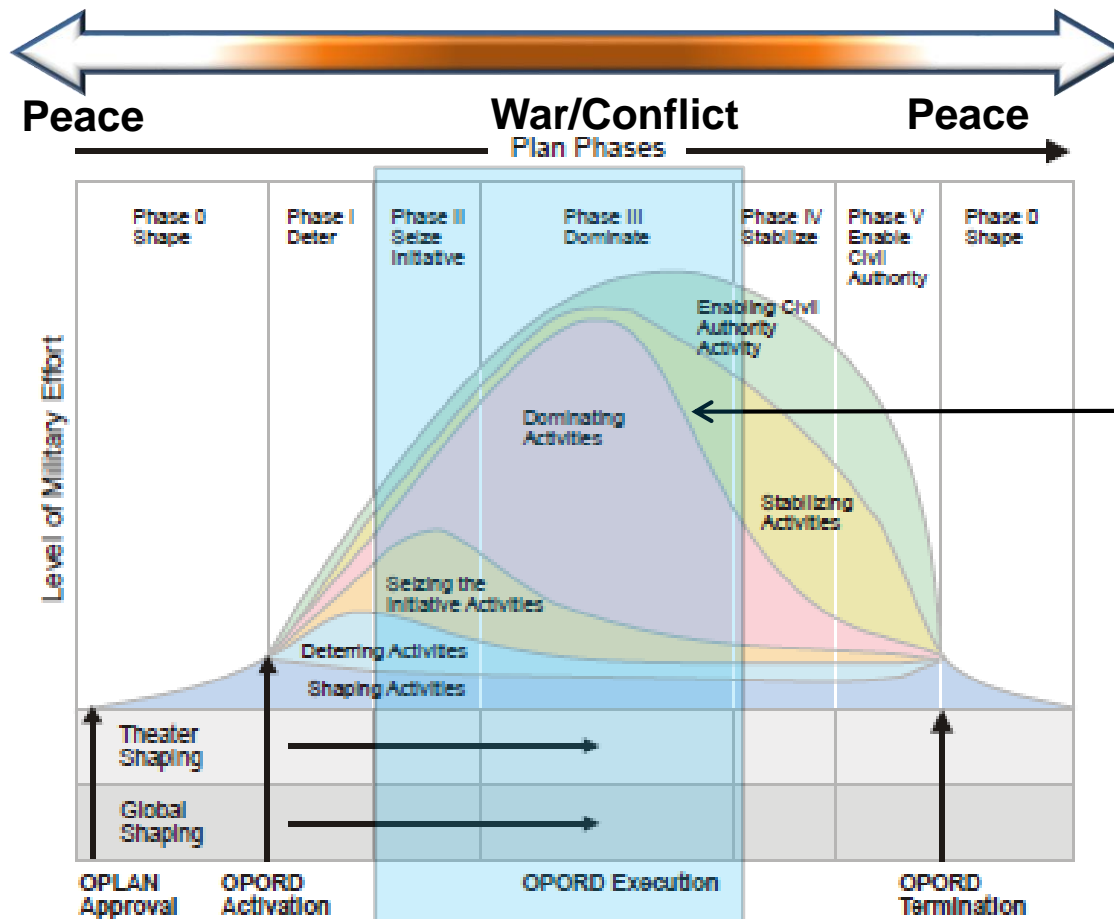 Peace
War/Conflict
Peace
Plan Phases
Phase 0
Shape
Phase I
Deter
Phase II
Seize
Initiative
Phase III
Dominate
Phase IV
Stabilize
Phase V
Enable
Civil
Authority
Phase 0
Shape
Level of Military Effort
Enabling Civil
Authority
Activity
Dominating
Activities
Stabilizing
Activities
Seizing the
Initiative Activities
Deterring Activities
Shaping Activities
Theater
Shaping
Global
Shaping
OPLAN
Approval
OPORD
Activation
OPORD Execution
OPORD
Termination